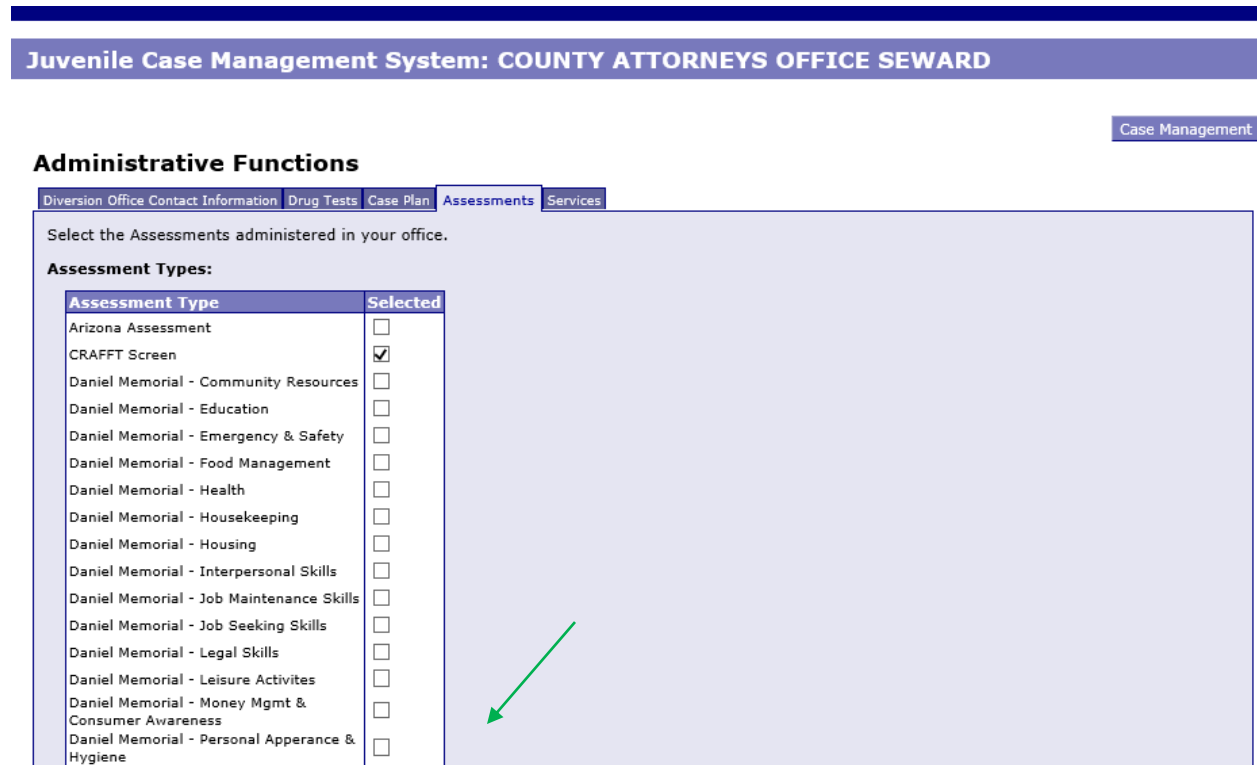 Juvenile Case Management System: COUNTY ATTORNEYS OFFICE SEWARD
Case Management
Administrative Functions
Diversion Office Contact Information Drug Tests Case Plan Assessments Services
Select the Assessments administered in your office.
Assessment Types:
Assessment Type Selected
Arizona Assessment
CRAFFT Screen
Daniel Memorial - Community Resources
Daniel Memorial - Education
Daniel Memorial - Emergency & Safety
Daniel Memorial - Food Management
Daniel Memorial - Health
Daniel Memorial - Housekeeping
Daniel Memorial - Housing
Daniel Memorial - Interpersonal Skills
Daniel Memorial - Job Maintenance Skills
Daniel Memorial - Job Seeking Skills
Daniel Memorial - Legal Skills
Daniel Memorial - Leisure Activites
Daniel Memorial - Money Mgmt &
Consumer Awareness
Daniel Memorial - Personal Apperance &
Hygiene